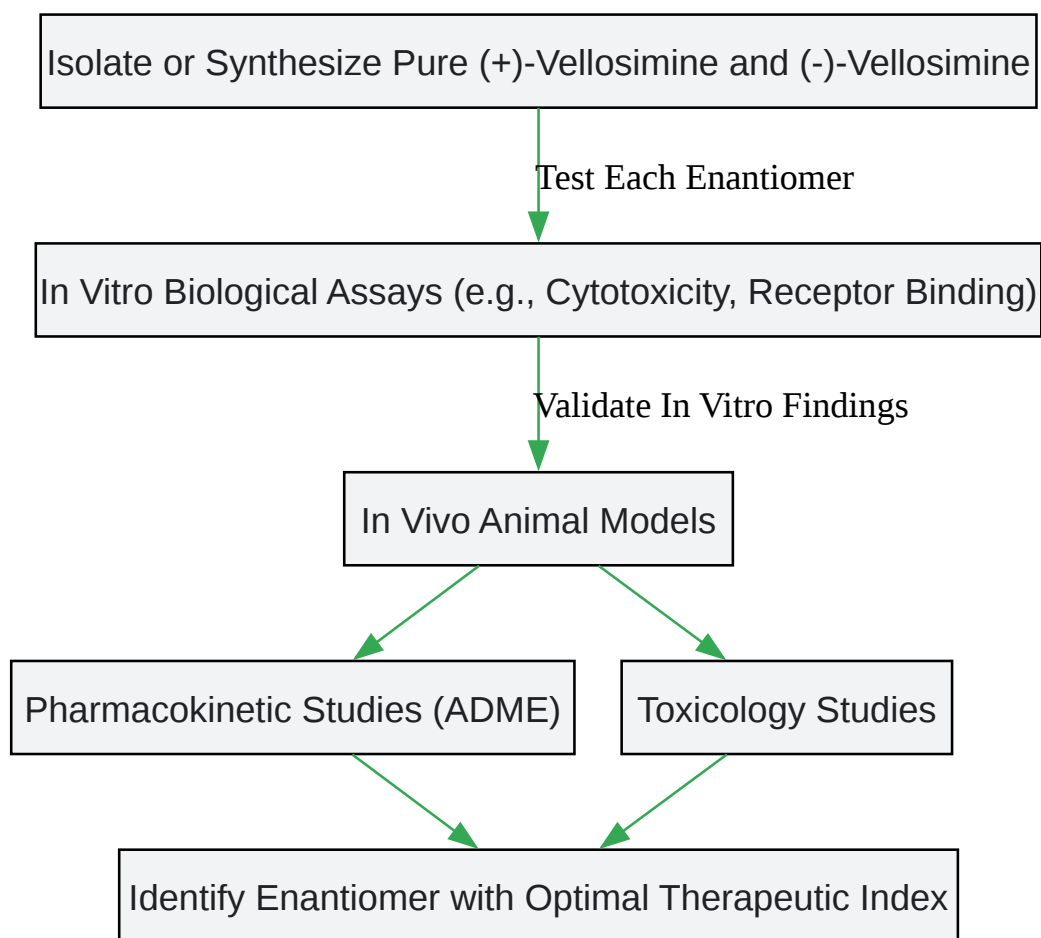 Isolate or Synthesize Pure (+)-Vellosimine and (-)-Vellosimine
Test Each Enantiomer
In Vitro Biological Assays (e.g., Cytotoxicity, Receptor Binding)
Validate In Vitro Findings
In Vivo Animal Models
Pharmacokinetic Studies (ADME)
Toxicology Studies
Identify Enantiomer with Optimal Therapeutic Index